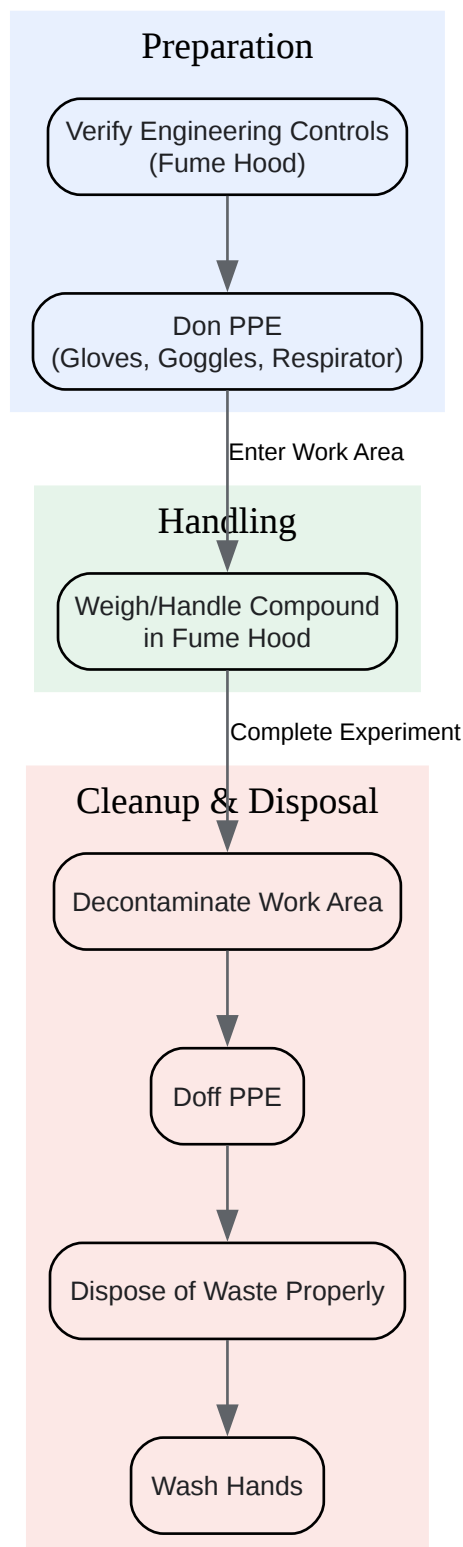 Preparation
Verify Engineering Controls
(Fume Hood)
Don PPE
(Gloves, Goggles, Respirator)
Enter Work Area
Handling
Weigh/Handle Compound
in Fume Hood
Complete Experiment
Cleanup & Disposal
Decontaminate Work Area
Doff PPE
Dispose of Waste Properly
Wash Hands